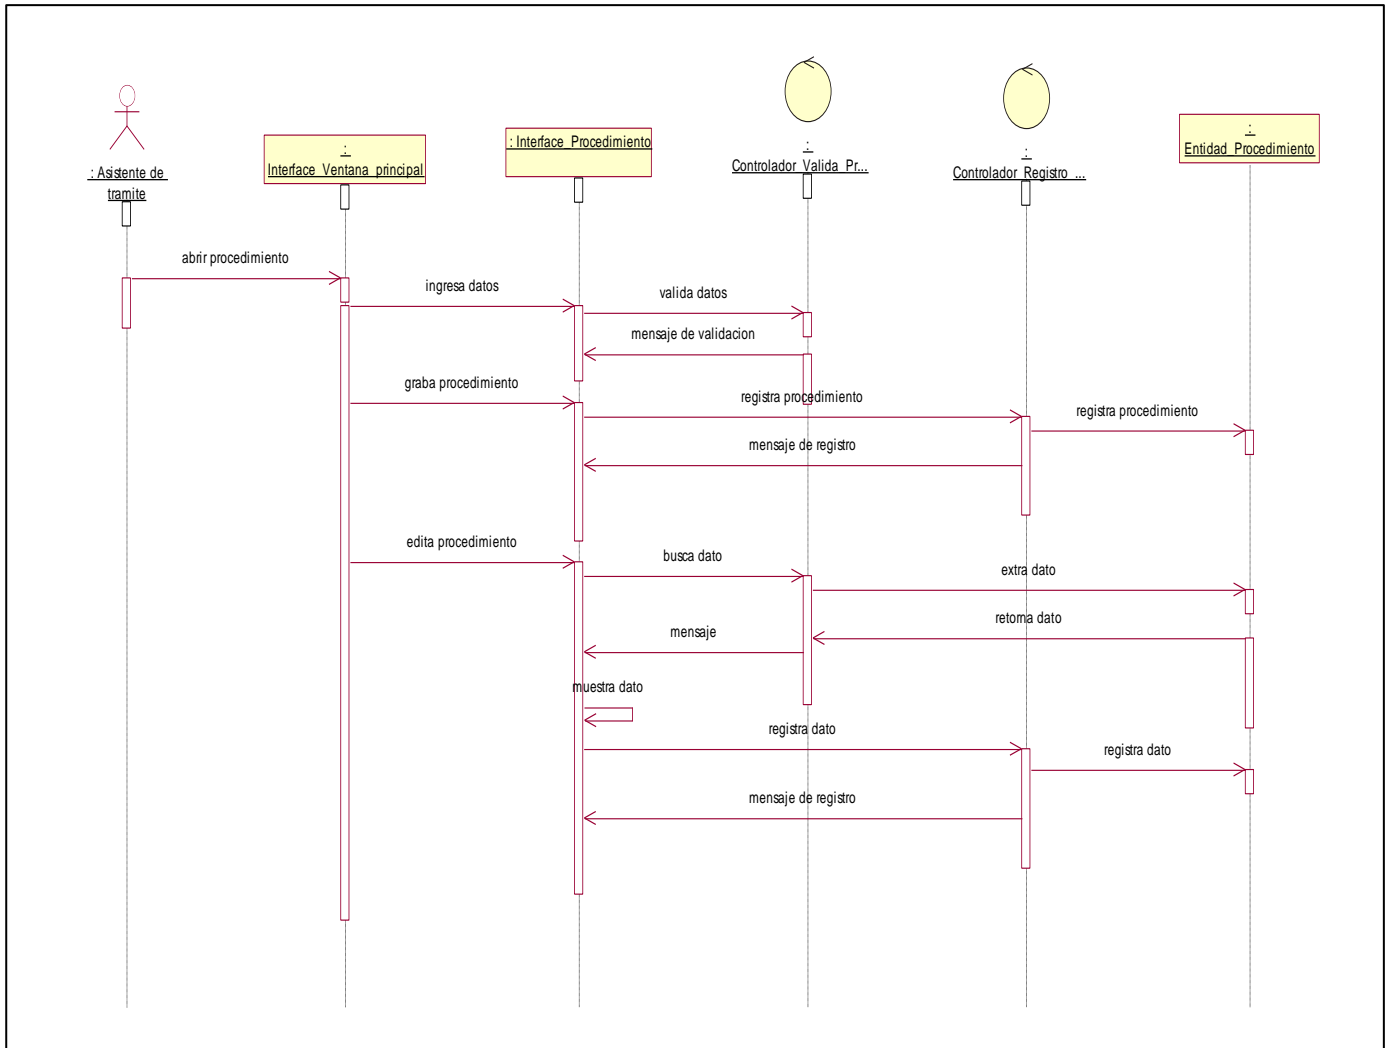 : Asistente de
tramite
:
Interface_Ventana_principal
: Interface_Procedimiento
:
Controlador_Valida_Pr...
:
Controlador_Registro_...
:
Entidad_Procedimiento
abrir procedimiento
ingresa datos
valida datos
mensaje de validacion
graba procedimiento
registra procedimiento
registra procedimiento
mensaje de registro
edita procedimiento
busca dato
extra dato
retorna dato
mensaje
muestra dato
registra dato
registra dato
mensaje de registro